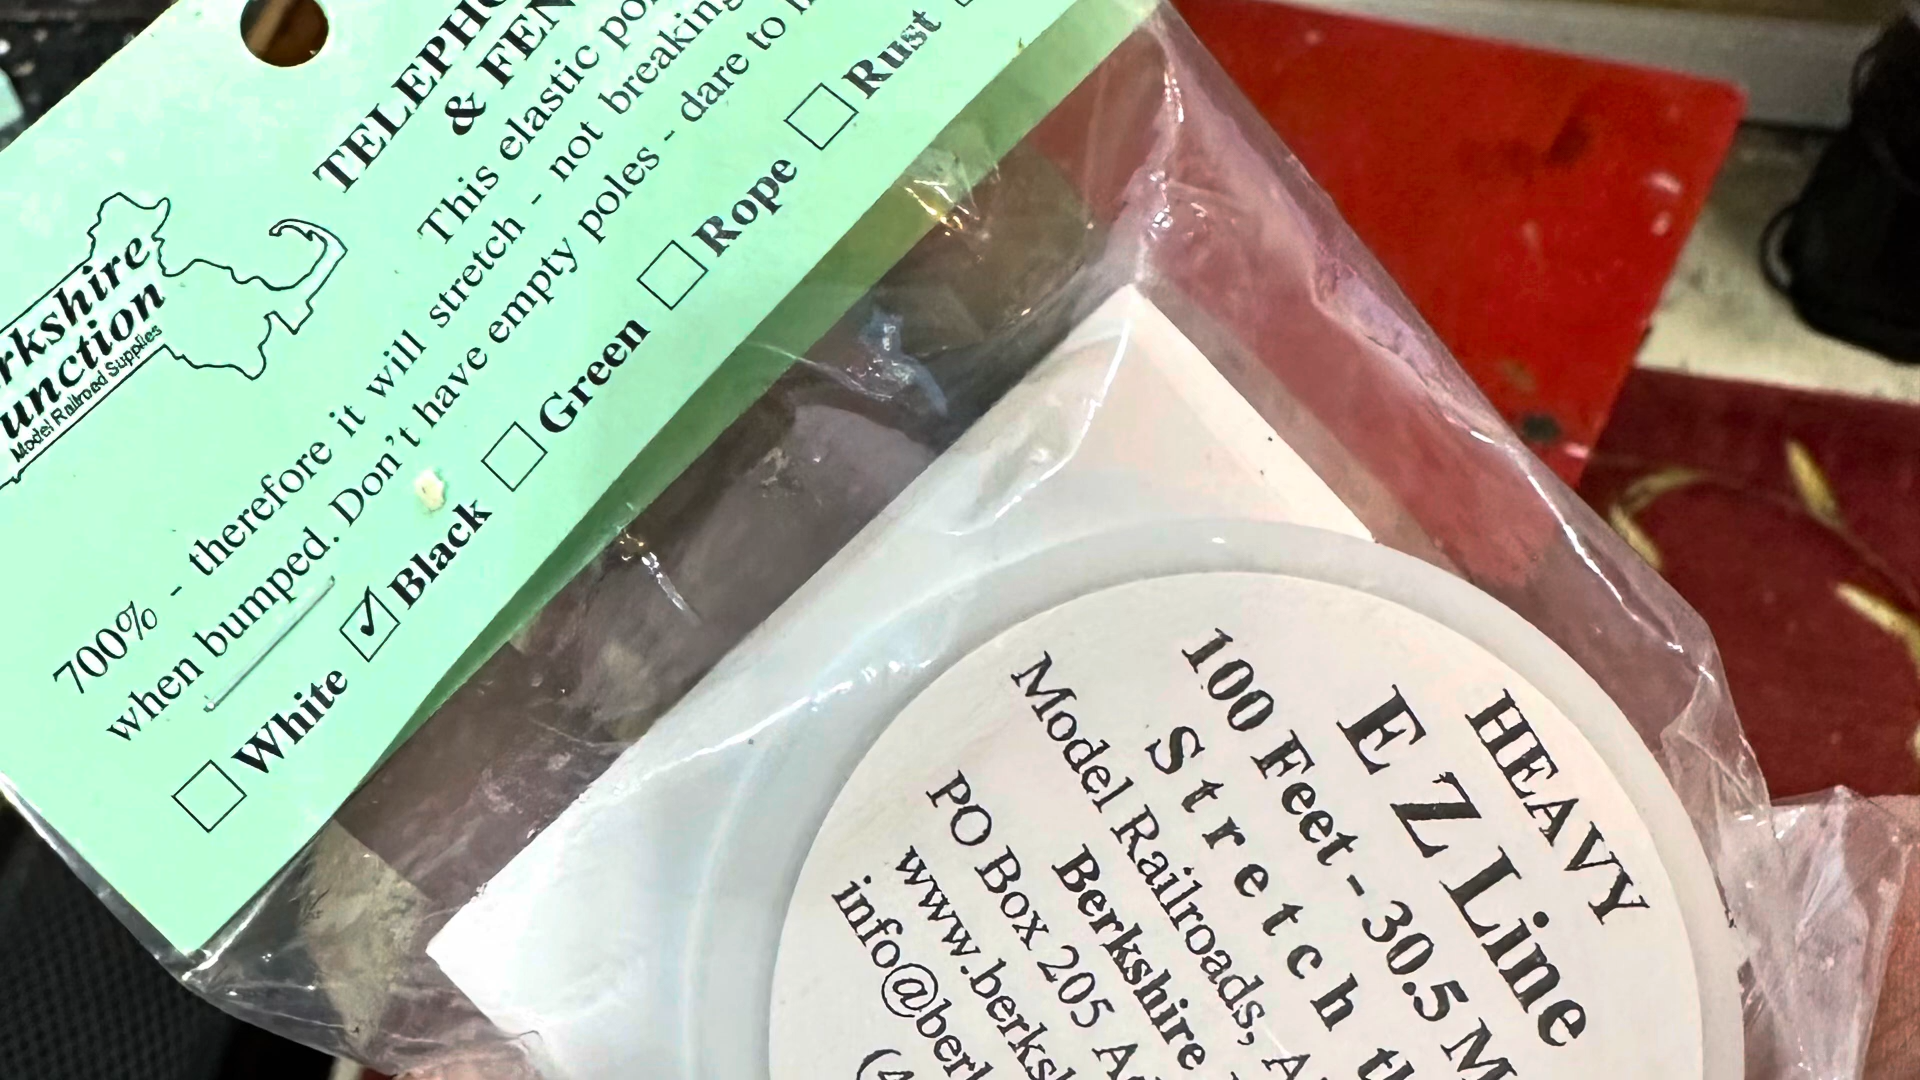 rkshire
unction
Model Railroad Supplies
TELEPHO
& FEN
This elastic pol
700% - therefore it will stretch - not breaking
when bumped. Don't have empty poles - dare to
White Black Green Rope Rust
HEAVY
E Z Line
100 Feet - 30.5 M
Stretch th
Model Railroads, A
Berkshire
PO Box 205 A
www.berksh
info@berk
(4